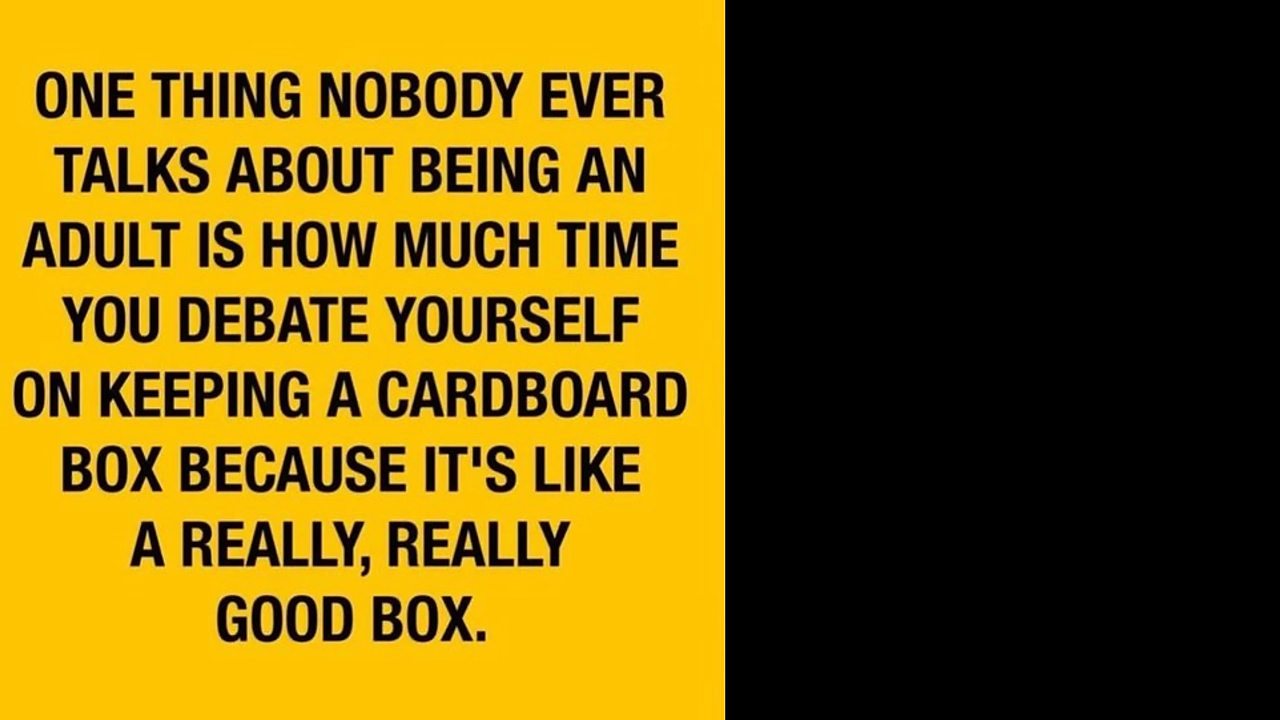 ONE THING NOBODY EVER
TALKS ABOUT BEING AN
ADULT IS HOW MUCH TIME
YOU DEBATE YOURSELF
ON KEEPING A CARDBOARD
BOX BECAUSE IT'S LIKE
A REALLY, REALLY
GOOD BOX.